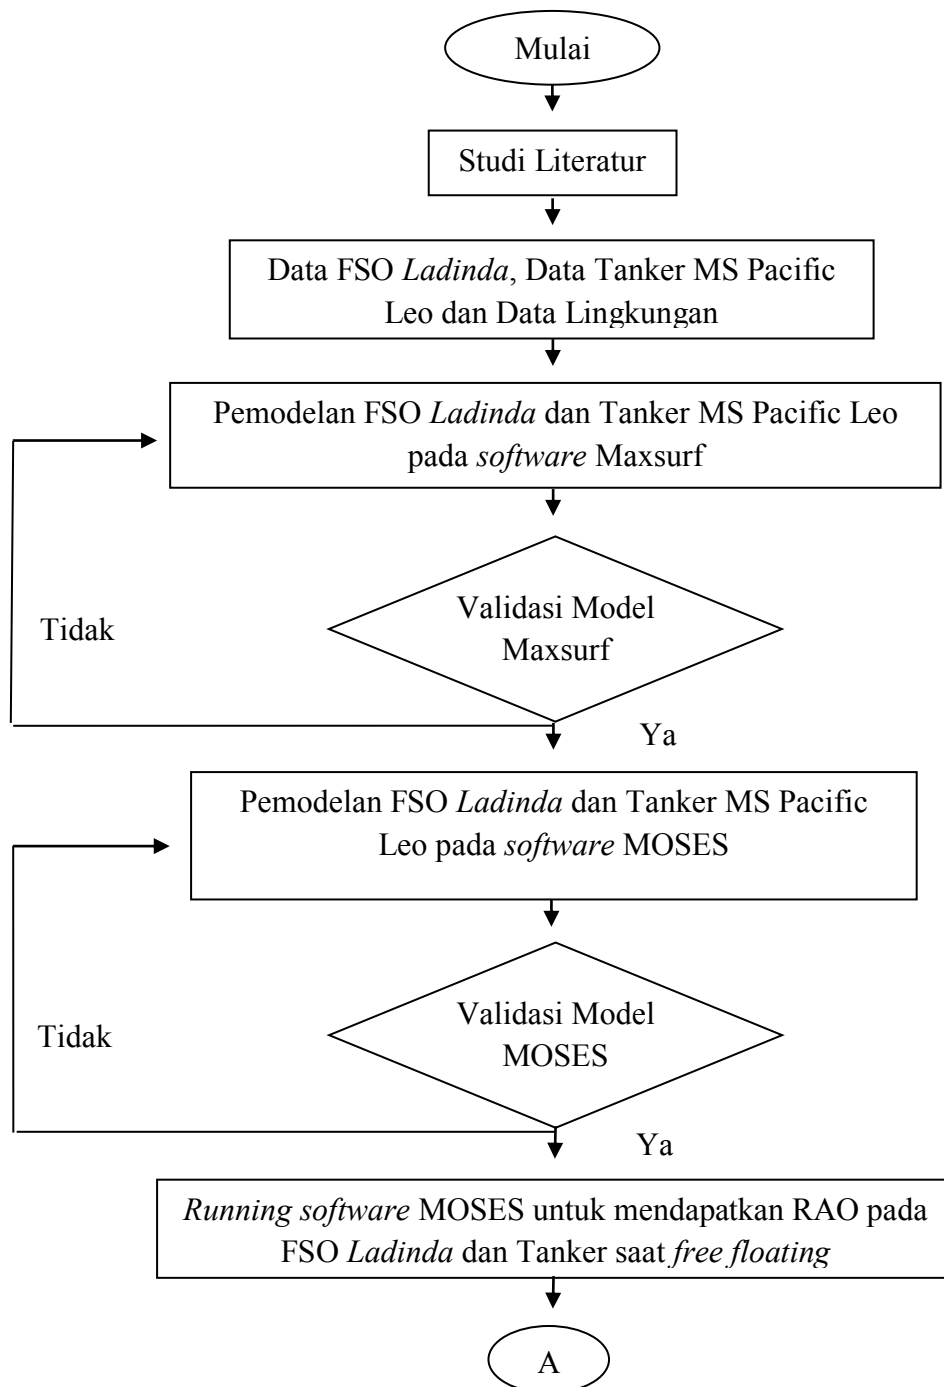 Mulai
Studi Literatur
Data FSO Ladinda, Data Tanker MS Pacific
Leo dan Data Lingkungan
Pemodelan FSO Ladinda dan Tanker MS Pacific Leo
pada software Maxsurf
Validasi Model
Maxsurf
Tidak
Ya
Pemodelan FSO Ladinda dan Tanker MS Pacific
Leo pada software MOSES
Validasi Model
MOSES
Tidak
Ya
Running software MOSES untuk mendapatkan RAO pada
FSO Ladinda dan Tanker saat free floating
A